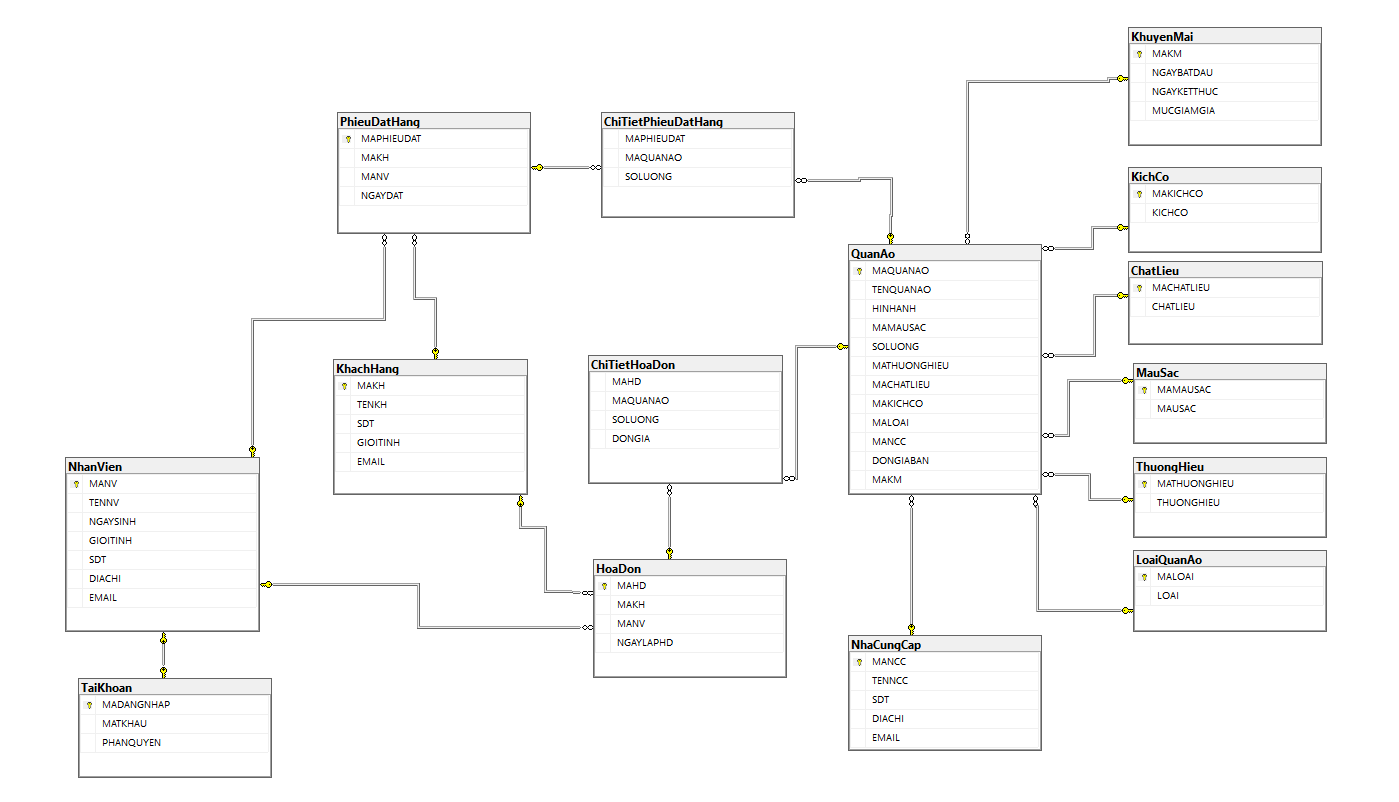 KhuyenMai
MAKM
NGAYBATDAU
NGAYKETTHUC
MUCGIAMGIA
PhieuDatHang
MAPHIEUDAT
MAKH
MANV
NGAYDAT
ChiTietPhieuDatHang
MAPHIEUDAT
MAQUANAO
SOLUONG
KichCo
MAKICHCO
KICHCO
QuanAo
MAQUANAO
TENQUANAO
HINHANH
MAMAUSAC
SOLUONG
MATHUONGHIEU
MACHATLIEU
MAKICHCO
MALOAI
MANCC
DONGIABAN
MAKM
ChatLieu
MACHATLIEU
CHATLIEU
KhachHang
MAKH
TENKH
SDT
GIOITINH
EMAIL
ChiTietHoaDon
MAHD
MAQUANAO
SOLUONG
DONGIA
MauSac
MAMAUSAC
MAUSAC
NhanVien
MANV
TENNV
NGAYSINH
GIOITINH
SDT
DIACHI
EMAIL
ThuongHieu
MATHUONGHIEU
THUONGHIEU
HoaDon
MAHD
MAKH
MANV
NGAYLAPHD
LoaiQuanAo
MALOAI
LOAI
NhaCungCap
MANCC
TENNCC
SDT
DIACHI
EMAIL
TaiKhoan
MADANGNHAP
MATKHAU
PHANQUYEN